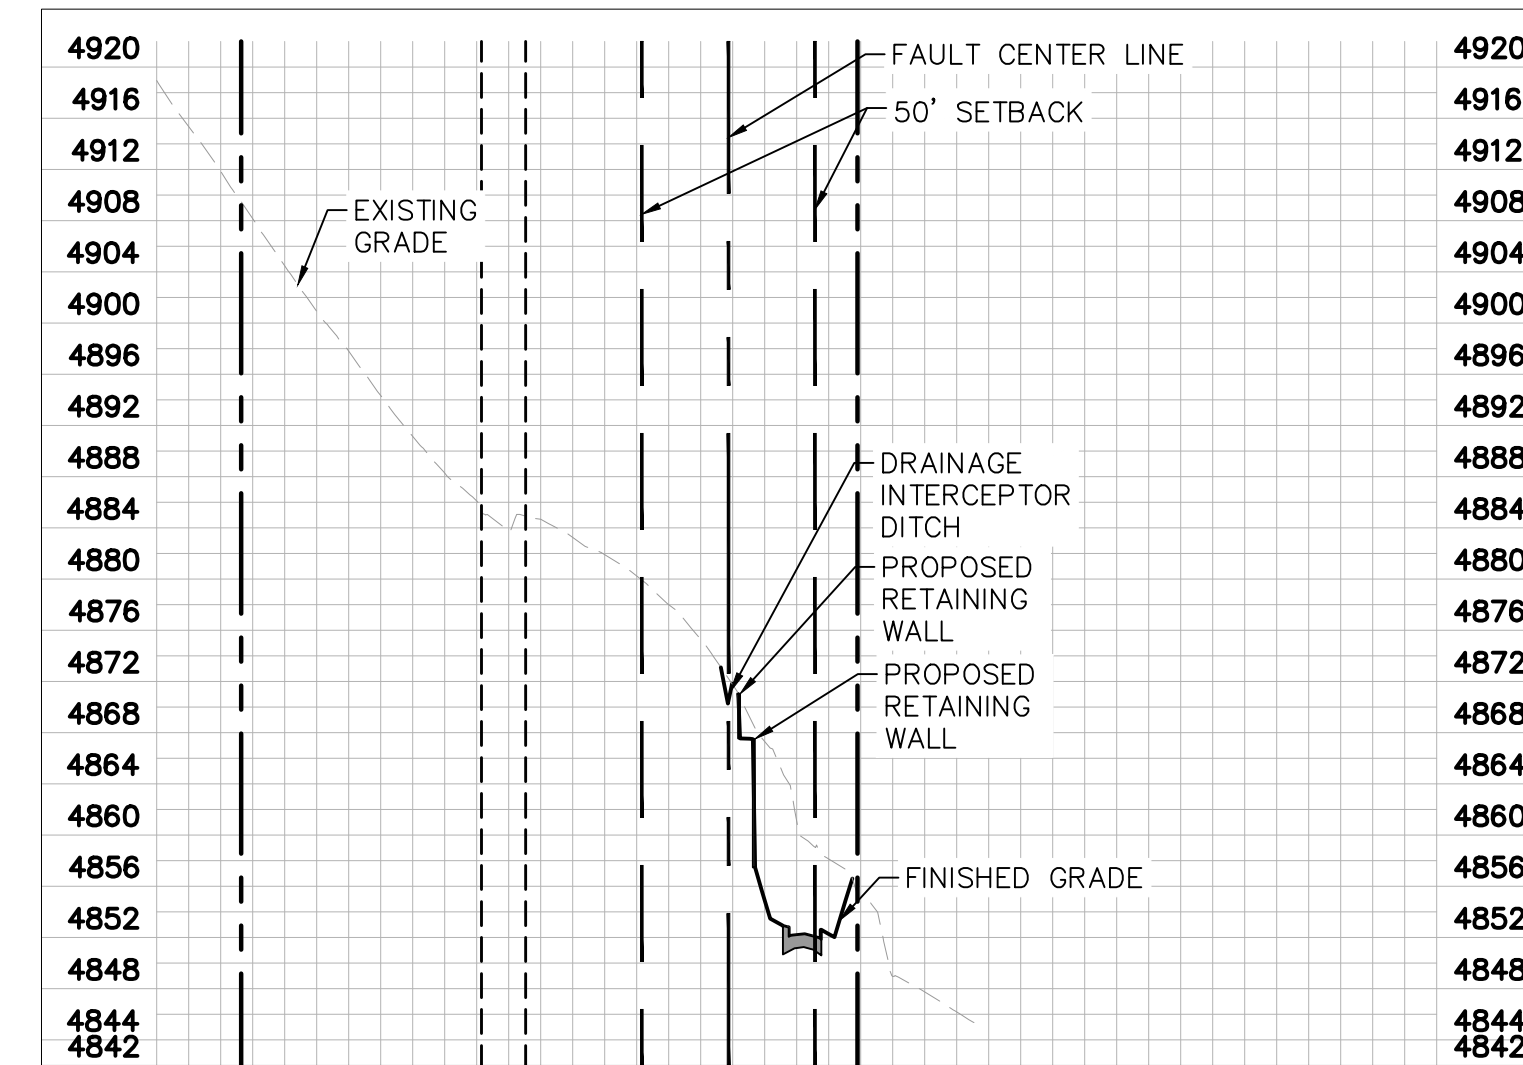 4920 4920
FAULT CENTER LINE
4916 4916
50' SETBACK
4912 4912
4908 4908
EXISTING
GRADE
4904 4904
4900 4900
4896 4896
4892 4892
4888 4888
DRAINAGE
INTERCEPTOR
DITCH
4884 4884
4880 4880
PROPOSED
RETAINING
WALL
4876 4876
4872 4872
PROPOSED
RETAINING
WALL
4868 4868
4864 4864
4860 4860
4856 4856
FINISHED GRADE
4852 4852
4848 4848
4844 4844
4842 4842